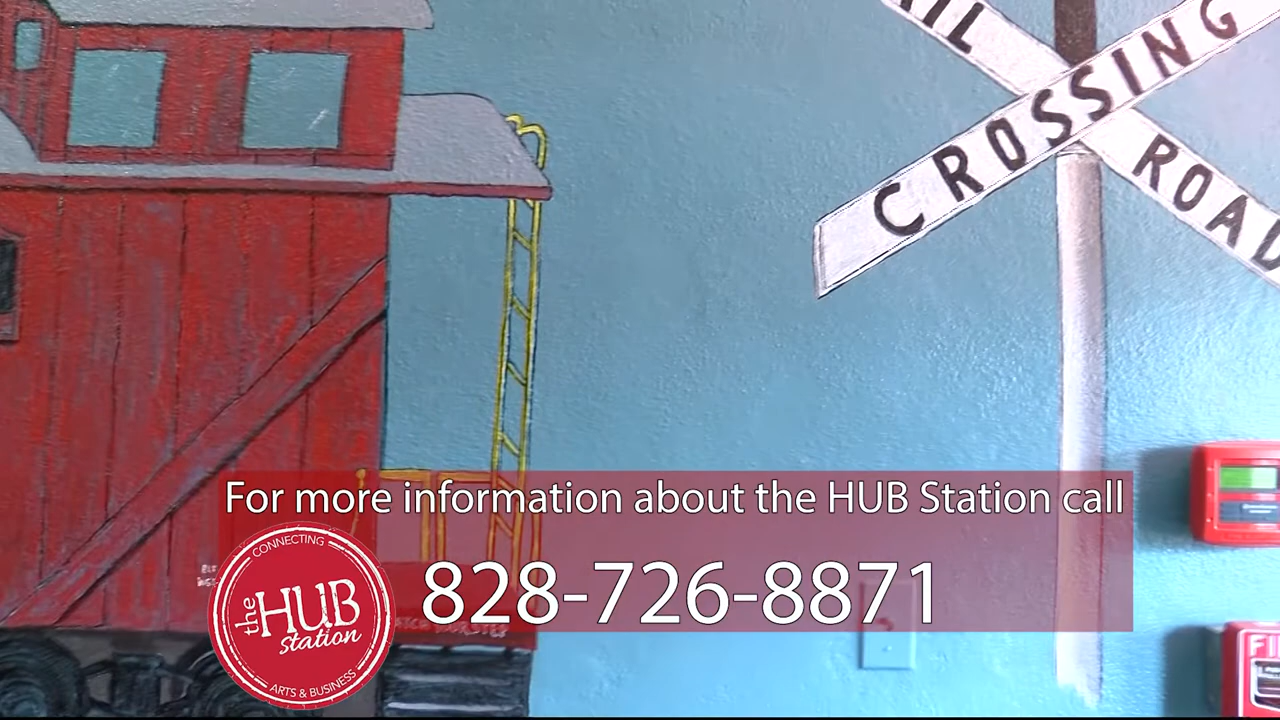 IL
CROSSING
ROAD
For more information about the HUB Station call
828-726-8871
CONNECTING
the HUB
station
ARTS & BUSINESS